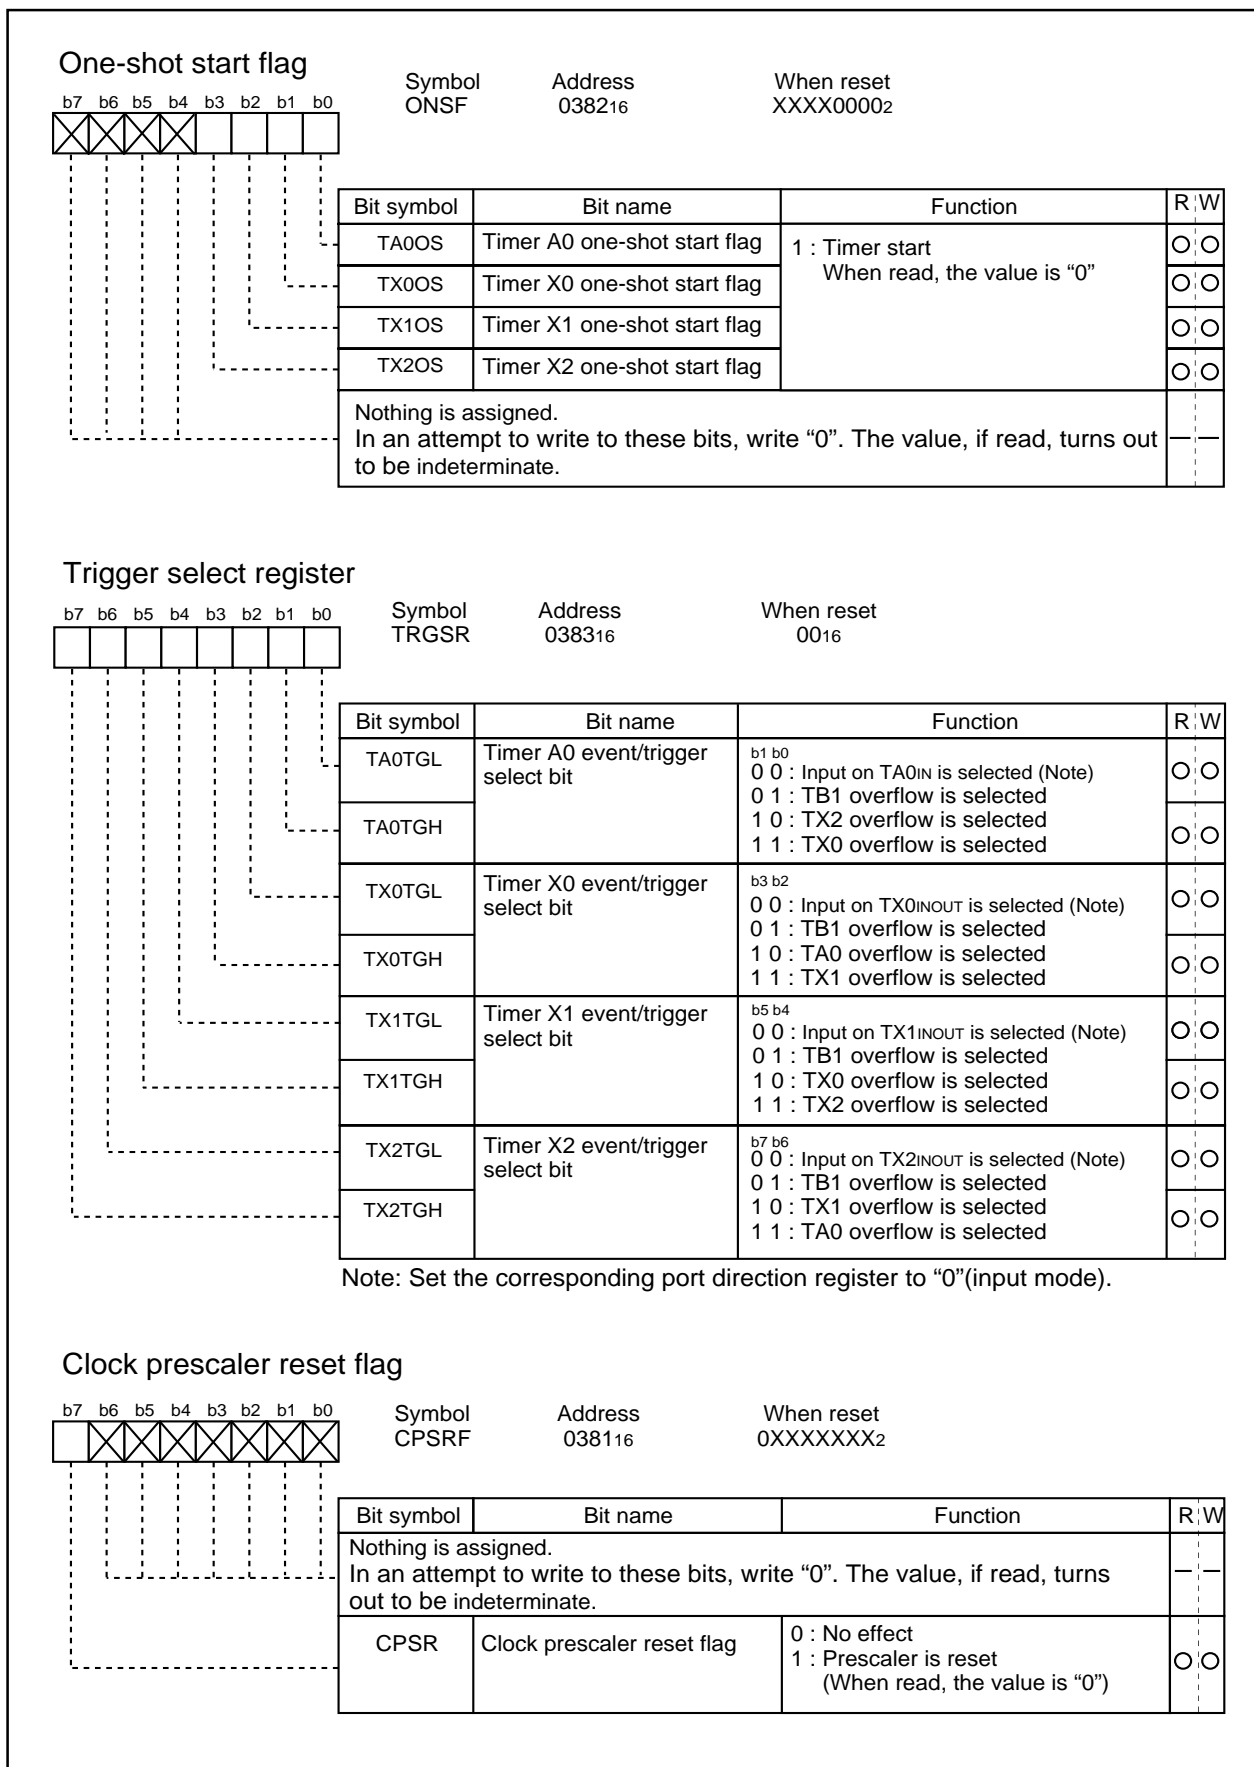 One-shot start flag
Symbol Address When reset
ONSF 038216 XXXX00002
b7 b6 b5 b4 b3 b2 b1 b0
Bit symbol Bit name Function R W
TA0OS Timer A0 one-shot start flag 1 : Timer start
When read, the value is “0”
TX0OS Timer X0 one-shot start flag
TX1OS Timer X1 one-shot start flag
TX2OS Timer X2 one-shot start flag
Nothing is assigned.
In an attempt to write to these bits, write “0”. The value, if read, turns out
to be indeterminate.
Trigger select register
Symbol Address When reset
TRGSR 038316 0016
b7 b6 b5 b4 b3 b2 b1 b0
Bit symbol Bit name Function R W
TA0TGL Timer A0 event/trigger
select bit
b1 b0
0 0 : Input on TA0IN is selected (Note)
0 1 : TB1 overflow is selected
1 0 : TX2 overflow is selected
1 1 : TX0 overflow is selected
TA0TGH
TX0TGL Timer X0 event/trigger
select bit
b3 b2
0 0 : Input on TX0INOUT is selected (Note)
0 1 : TB1 overflow is selected
1 0 : TA0 overflow is selected
1 1 : TX1 overflow is selected
TX0TGH
TX1TGL Timer X1 event/trigger
select bit
b5 b4
0 0 : Input on TX1INOUT is selected (Note)
0 1 : TB1 overflow is selected
1 0 : TX0 overflow is selected
1 1 : TX2 overflow is selected
TX1TGH
TX2TGL Timer X2 event/trigger
select bit
b7 b6
0 0 : Input on TX2INOUT is selected (Note)
0 1 : TB1 overflow is selected
1 0 : TX1 overflow is selected
1 1 : TA0 overflow is selected
TX2TGH
Note: Set the corresponding port direction register to “0”(input mode).
Clock prescaler reset flag
Symbol Address When reset
CPSRF 038116 0XXXXXXX2
b7 b6 b5 b4 b3 b2 b1 b0
Bit symbol Bit name Function R W
Nothing is assigned.
In an attempt to write to these bits, write “0”. The value, if read, turns
out to be indeterminate.
CPSR Clock prescaler reset flag
0 : No effect
1 : Prescaler is reset
(When read, the value is “0”)